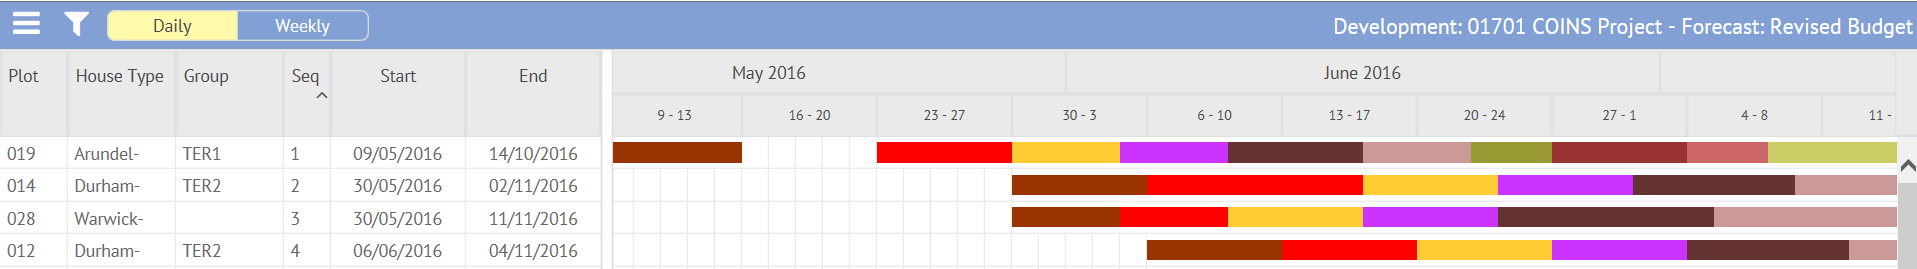 Daily Weekly Development: 01701 COINS Project - Forecast: Revised Budget
Plot House Type Group Seq Start End May 2016 June 2016
9 - 13 16 - 20 23 - 27 30 - 3 6 - 10 13 - 17 20 - 24 27 - 1 4 - 8 11 -
019 Arundel- TER1 1 09/05/2016 14/10/2016
014 Durham- TER2 2 30/05/2016 02/11/2016
028 Warwick- 3 30/05/2016 11/11/2016
012 Durham- TER2 4 06/06/2016 04/11/2016